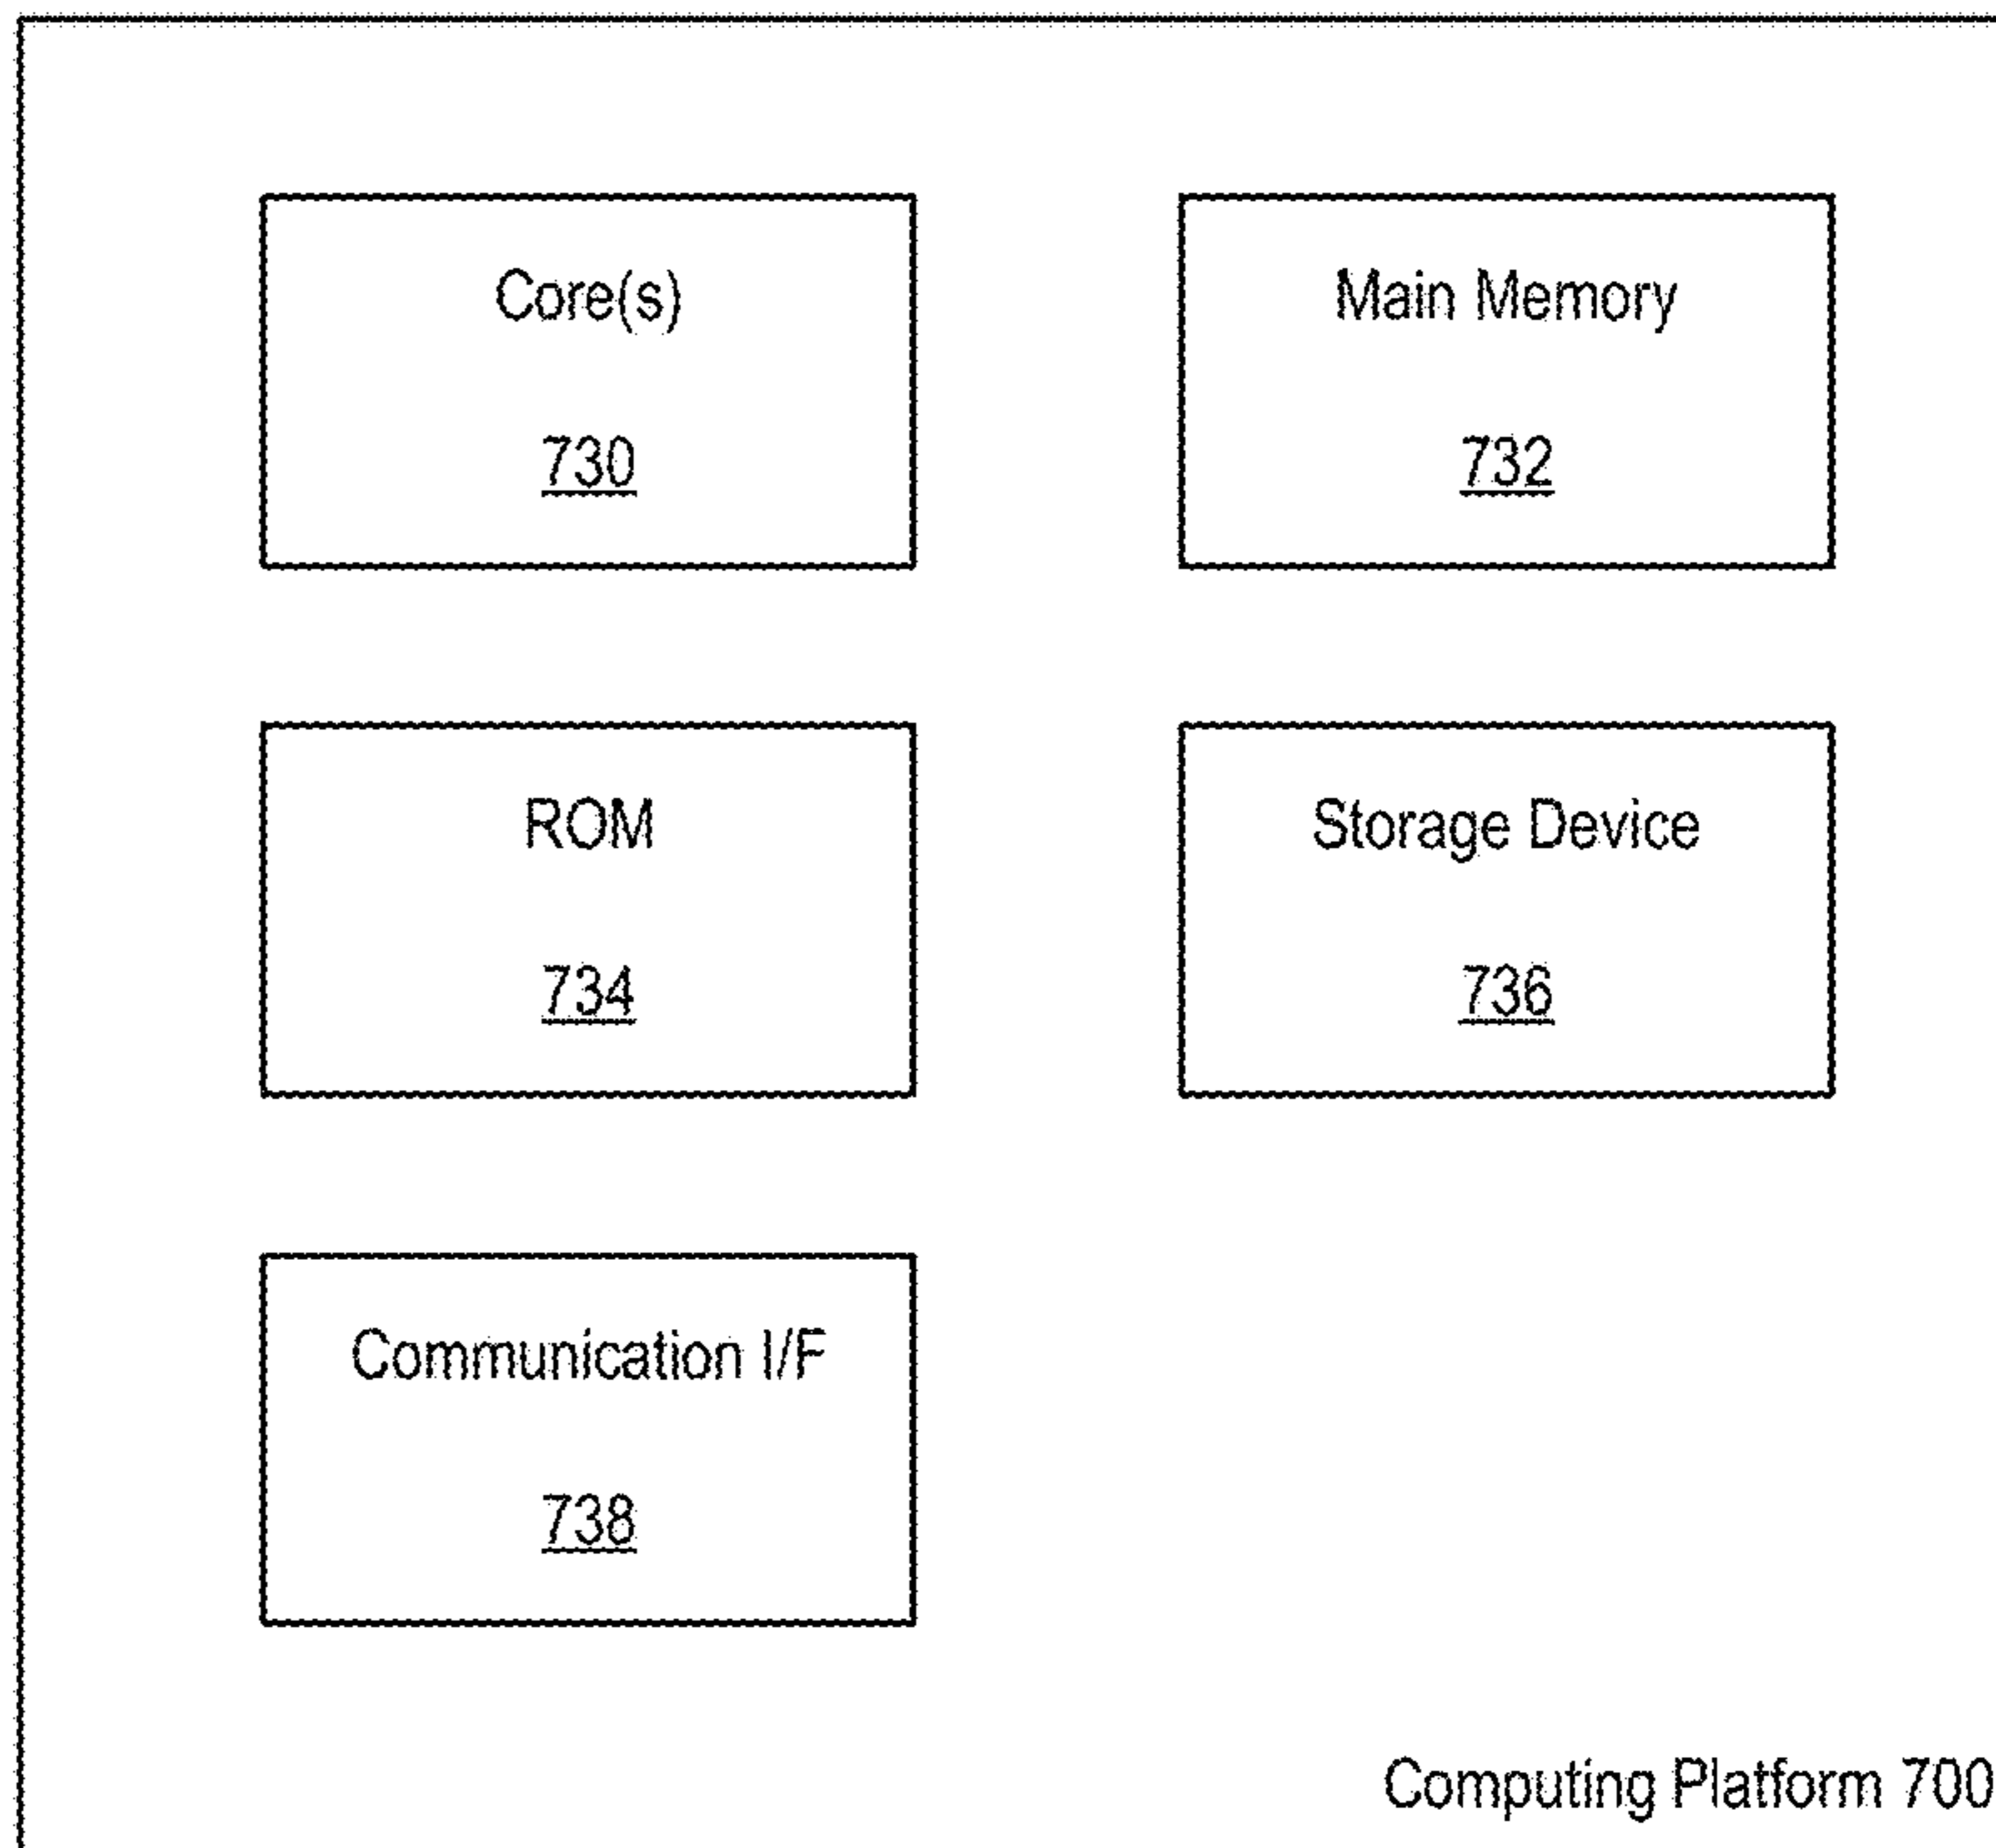 Core(s)
730
Main Memory
732
ROM
734
Storage Device
736
Communication I/F
738
Computing Platform 700